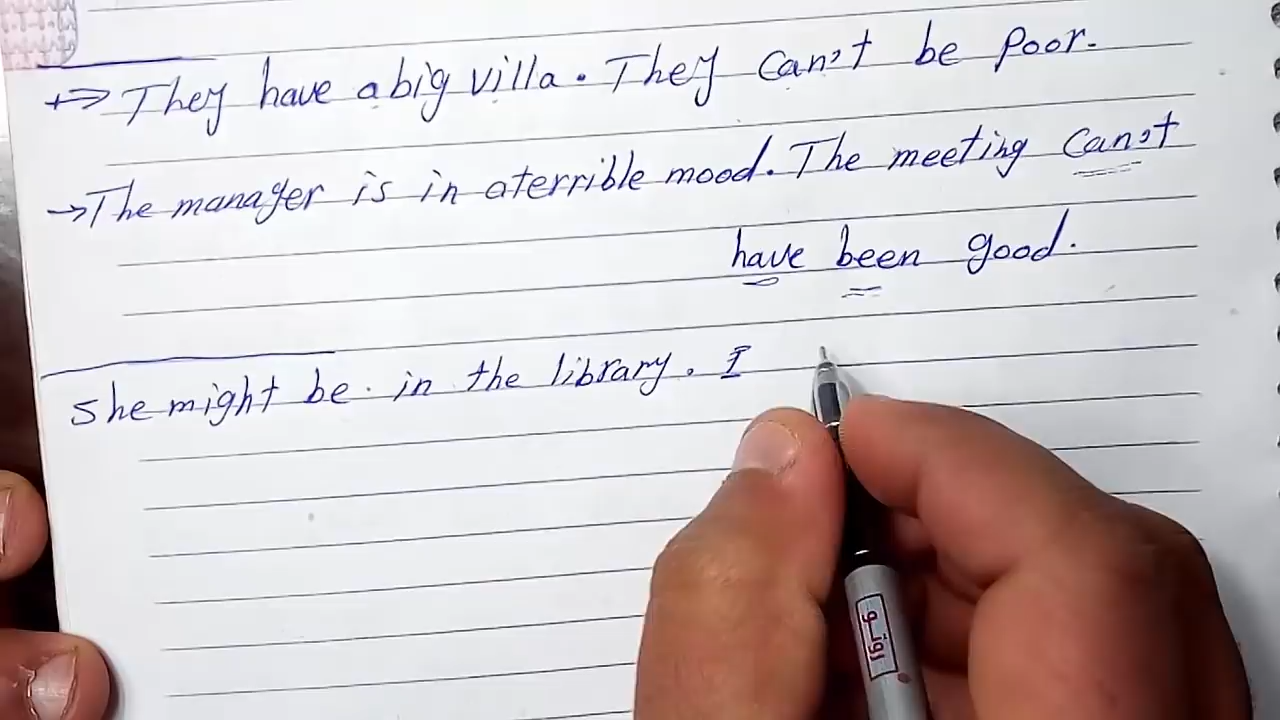 They have a big villa. They can't be poor.
The manager is in a terrible mood. The meeting can't
have been good.
She might be in the library. I
روتو